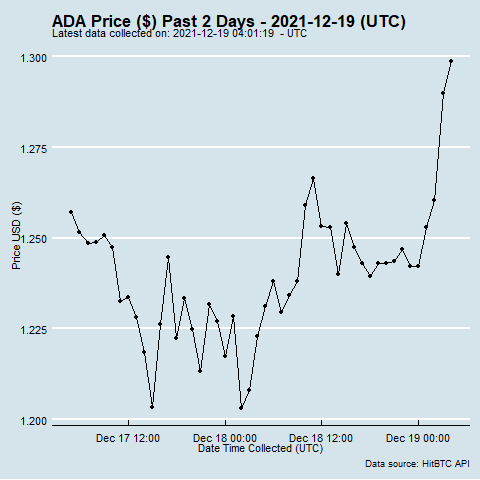 ADA Price ($) Past 2 Days - 2021-12-19 (UTC)
Latest data collected on: 2021-12-19 04:01:19 - UTC
1.300
1.275
1.250
1.225
1.200
Price USD ($)
Dec 17 12:00
Dec 18 00:00
Dec 18 12:00
Dec 19 00:00
Date Time Collected (UTC)
Data source: HitBTC API